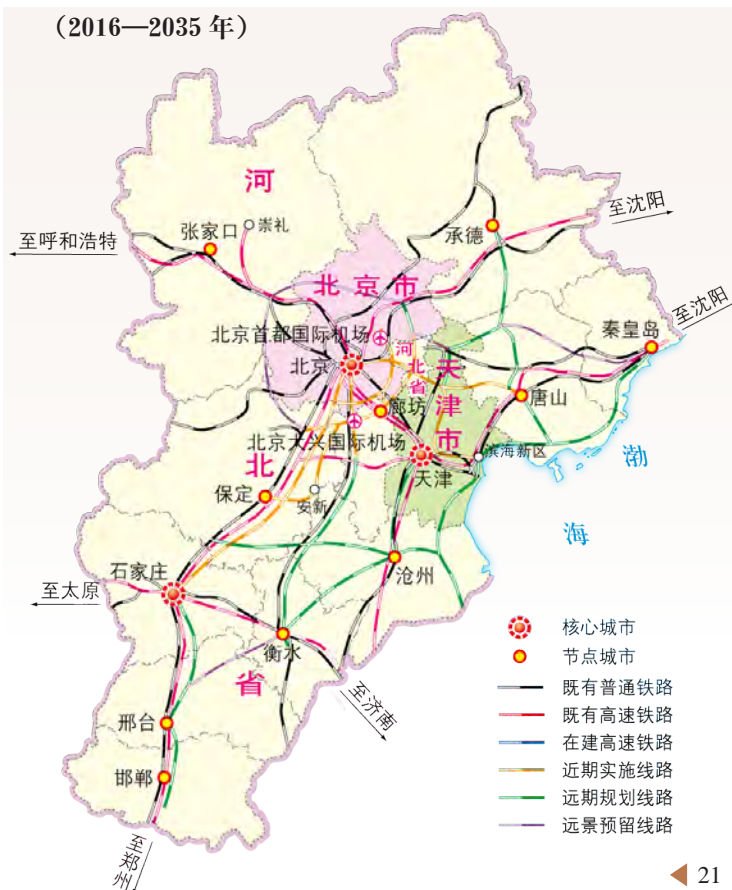 （2016—2035 年）
河
至沈阳
张家口
崇礼
承德
至呼和浩特
北京市
至沈阳
秦皇岛
北京首都国际机场
河北省
北京
天津市
唐山
廊坊
北京大兴国际机场
滨海新区
渤
北
天津
保定
安新
海
石家庄
沧州
至太原
核心城市
衡水
节点城市
省
既有普通铁路
至济南
既有高速铁路
邢台
在建高速铁路
近期实施线路
邯郸
远期规划线路
远景预留线路
至郑州
21